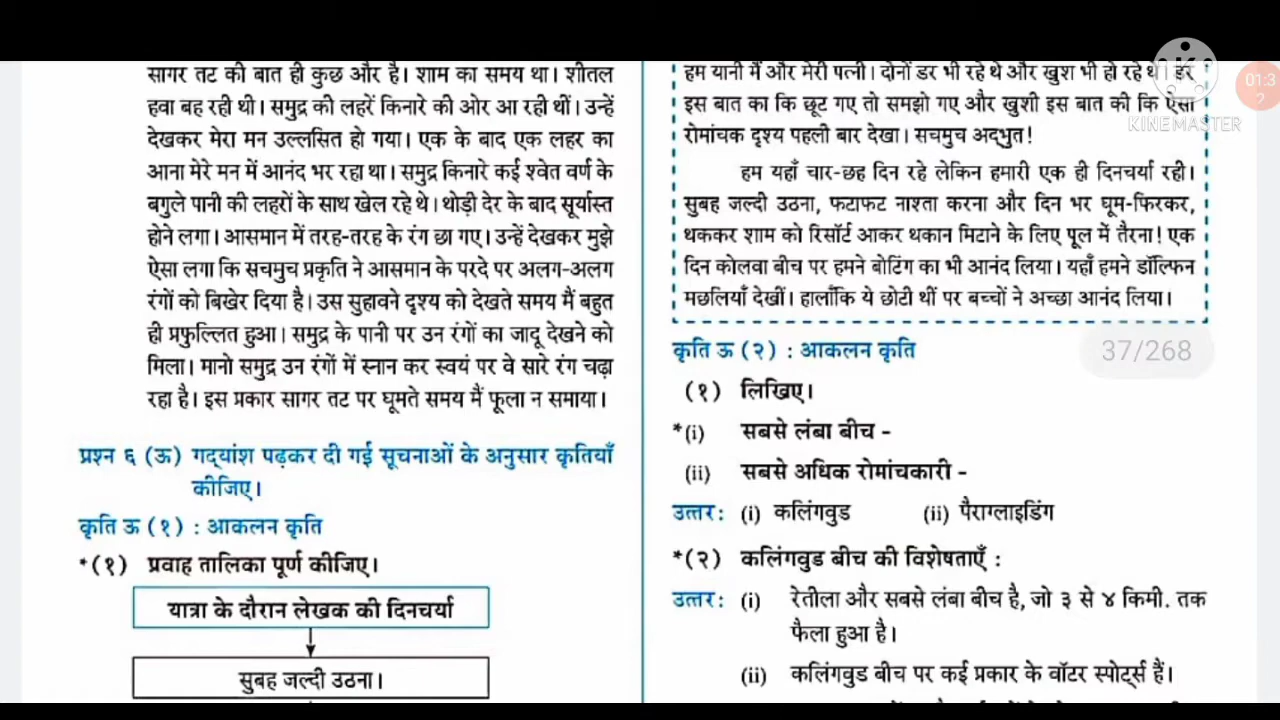 सागर तट की बात ही कुछ और है। शाम का समय था। शीतल
हवा बह रही थी। समुद्र की लहरें किनारे की ओर आ रही थीं। उन्हें
देखकर मेरा मन उल्लसित हो गया। एक के बाद एक लहर का
आना मेरे मन में आनंद भर रहा था। समुद्र किनारे कई श्वेत वर्ण के
बगुले पानी की लहरों के साथ खेल रहे थे। थोड़ी देर के बाद सूर्यास्त
होने लगा। आसमान में तरह-तरह के रंग छा गए। उन्हें देखकर मुझे
ऐसा लगा कि सचमुच प्रकृति ने आसमान के परदे पर अलग-अलग
रंगों को बिखेर दिया है। उस सुहावने दृश्य को देखते समय मैं बहुत
ही प्रफुल्लित हुआ। समुद्र के पानी पर उन रंगों का जादू देखने को
मिला। मानो समुद्र उन रंगों में स्नान कर स्वयं पर वे सारे रंग चढ़ा
रहा है। इस प्रकार सागर तट पर घूमते समय मैं फूला न समाया।
प्रश्न ६ (ऊ) गद्यांश पढ़कर दी गई सूचनाओं के अनुसार कृतियाँ
कीजिए।
कृति ऊ (१) : आकलन कृति
*(१) प्रवाह तालिका पूर्ण कीजिए।
यात्रा के दौरान लेखक की दिनचर्या
सुबह जल्दी उठना।
हम यानी मैं और मेरी पत्नी। दोनों डर भी रहे थे और खुश भी हो रहे थे। डर
इस बात का कि छूट गए तो समझो गए और खुशी इस बात की कि ऐसा
रोमांचक दृश्य पहली बार देखा। सचमुच अद्भुत!
हम यहाँ चार-छह दिन रहे लेकिन हमारी एक ही दिनचर्या रही।
सुबह जल्दी उठना, फटाफट नाश्ता करना और दिन भर घूम-फिरकर,
थककर शाम को रिसॉर्ट आकर थकान मिटाने के लिए पूल में तैरना! एक
दिन कोलवा बीच पर हमने बोटिंग का भी आनंद लिया। यहाँ हमने डॉल्फिन
मछलियाँ देखीं। हालाँकि ये छोटी थीं पर बच्चों ने अच्छा आनंद लिया।
कृति ऊ (२) : आकलन कृति
(१) लिखिए।
*(i) सबसे लंबा बीच -
(ii) सबसे अधिक रोमांचकारी -
उत्तर: (i) कलिंगवुड (ii) पैराग्लाइडिंग
*(२) कलिंगवुड बीच की विशेषताएँ :
उत्तर: (i) रेतीला और सबसे लंबा बीच है, जो ३ से ४ किमी. तक
फैला हुआ है।
(ii) कलिंगवुड बीच पर कई प्रकार के वॉटर स्पोर्ट्स हैं।
37/268
KINEMASTER
01:3
2